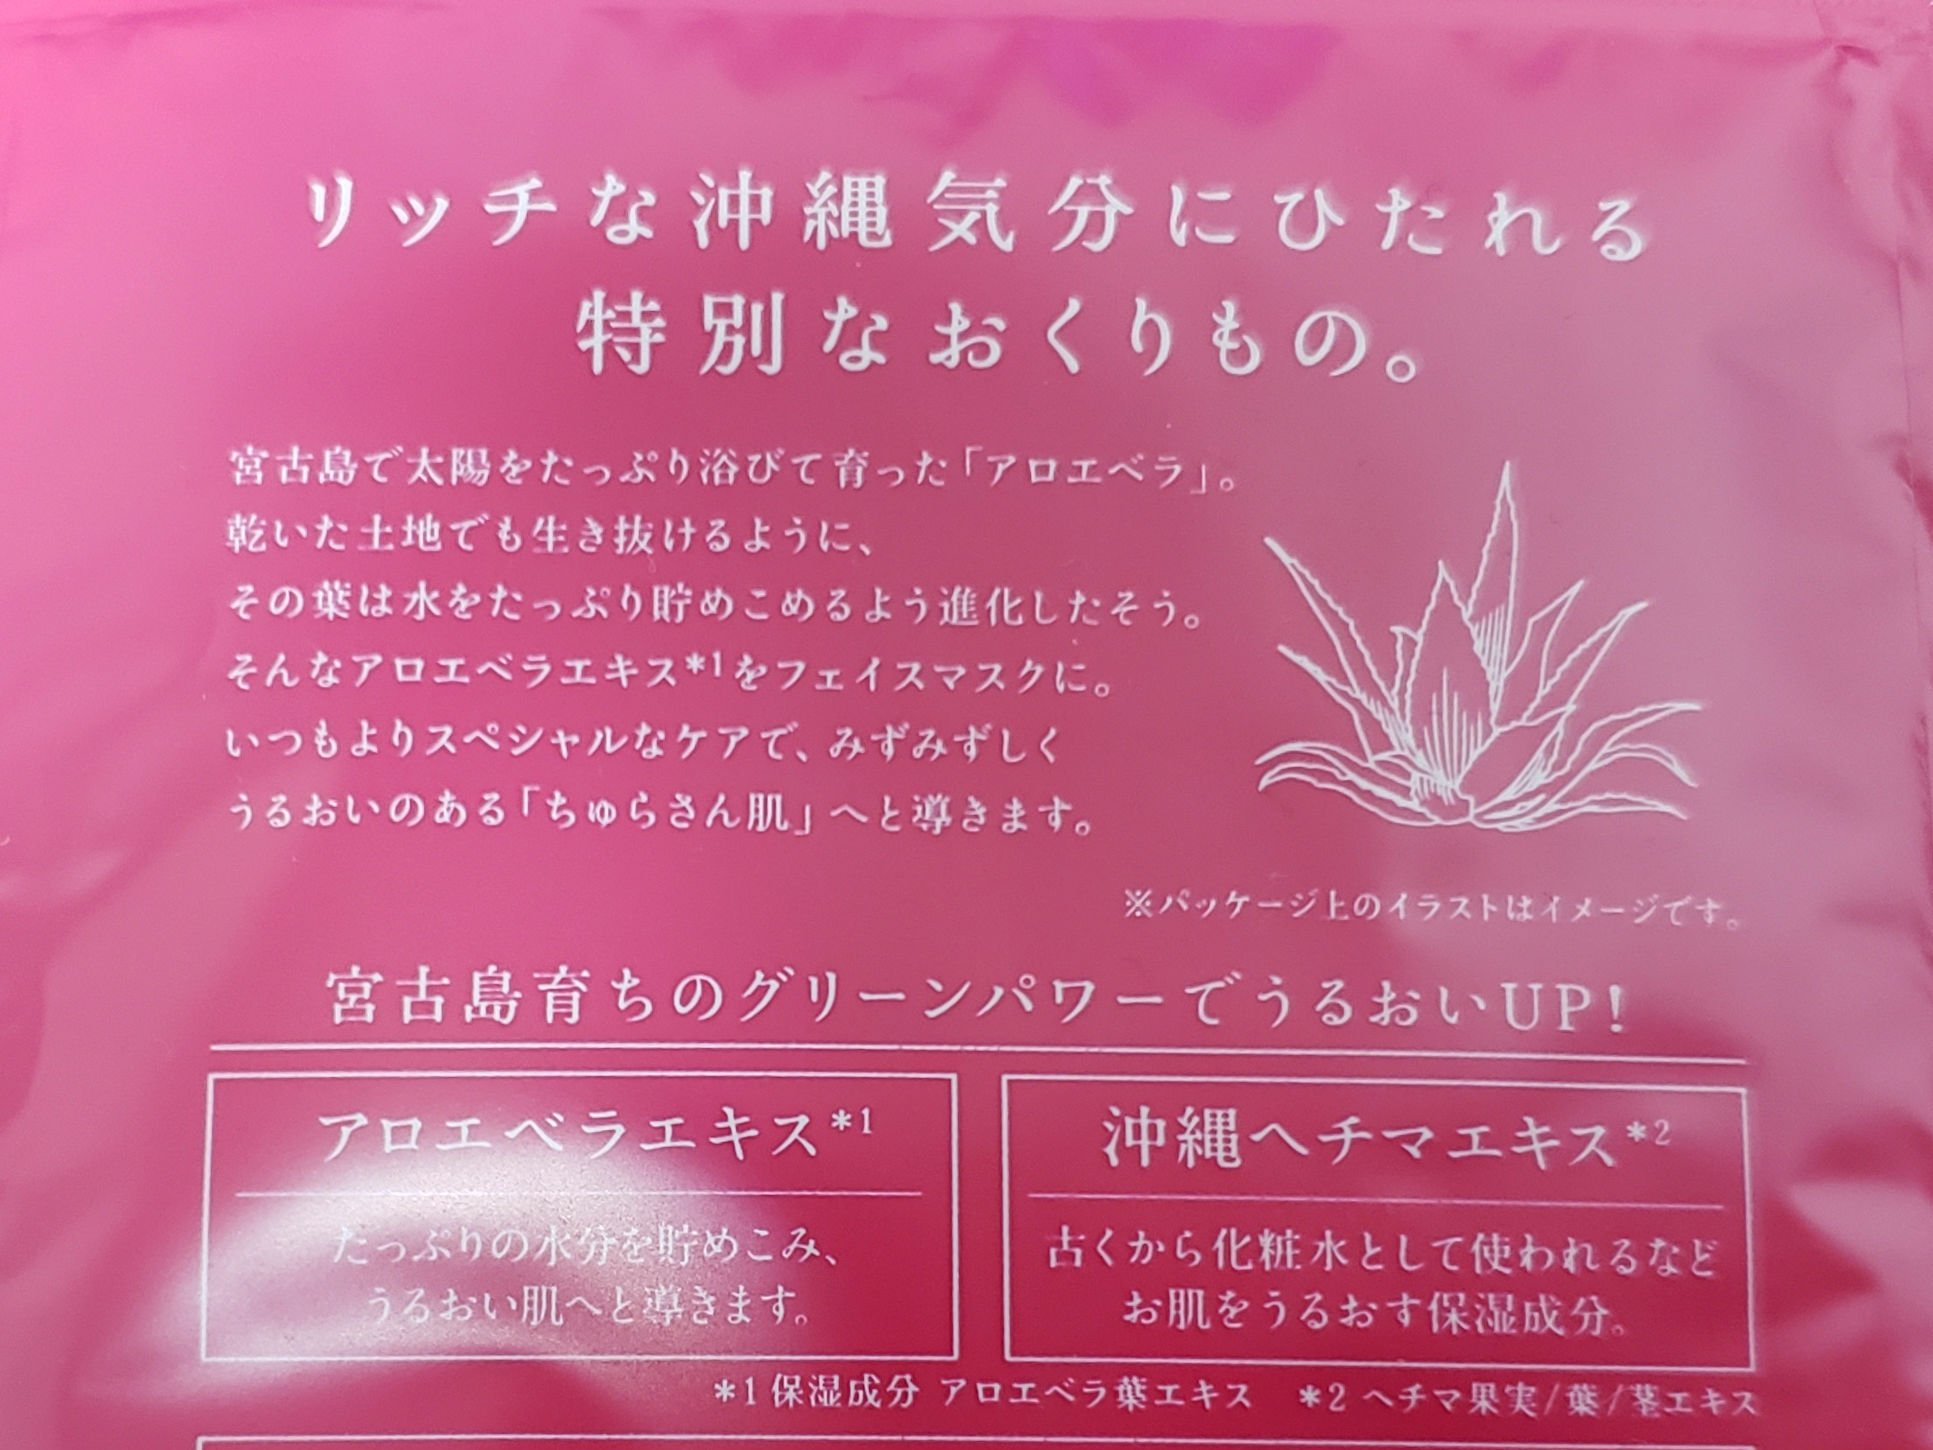 リッチな沖縄気分にひたれる
特別なおくりもの。
宮古島で太陽をたっぷり浴びて育った「アロエベラ」。
乾いた土地でも生き抜けるように、
その葉は水をたっぷり貯めこめるよう進化したそう。
そんなアロエベラエキス*1をフェイスマスクに。
いつもよりスペシャルなケアで、みずみずしく
うるおいのある「ちゅらさん肌」へと導きます。
※パッケージ上のイラストはイメージです。
宮古島育ちのグリーンパワーでうるおいUP!
アロエベラエキス*1
たっぷりの水分を貯めこみ、
うるおい肌へと導きます。
沖縄ヘチマエキス*2
古くから化粧水として使われるなど
お肌をうるおす保湿成分。
*1 保湿成分 アロエベラ葉エキス *2 ヘチマ果実/葉/茎エキス